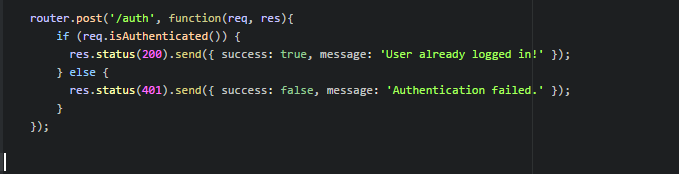 router.post('/auth', function(req, res){
    if (req.isAuthenticated()) {
      res.status(200).send({ success: true, message: 'User already logged in!' });
    } else {
      res.status(401).send({ success: false, message: 'Authentication failed.' });
    }
});